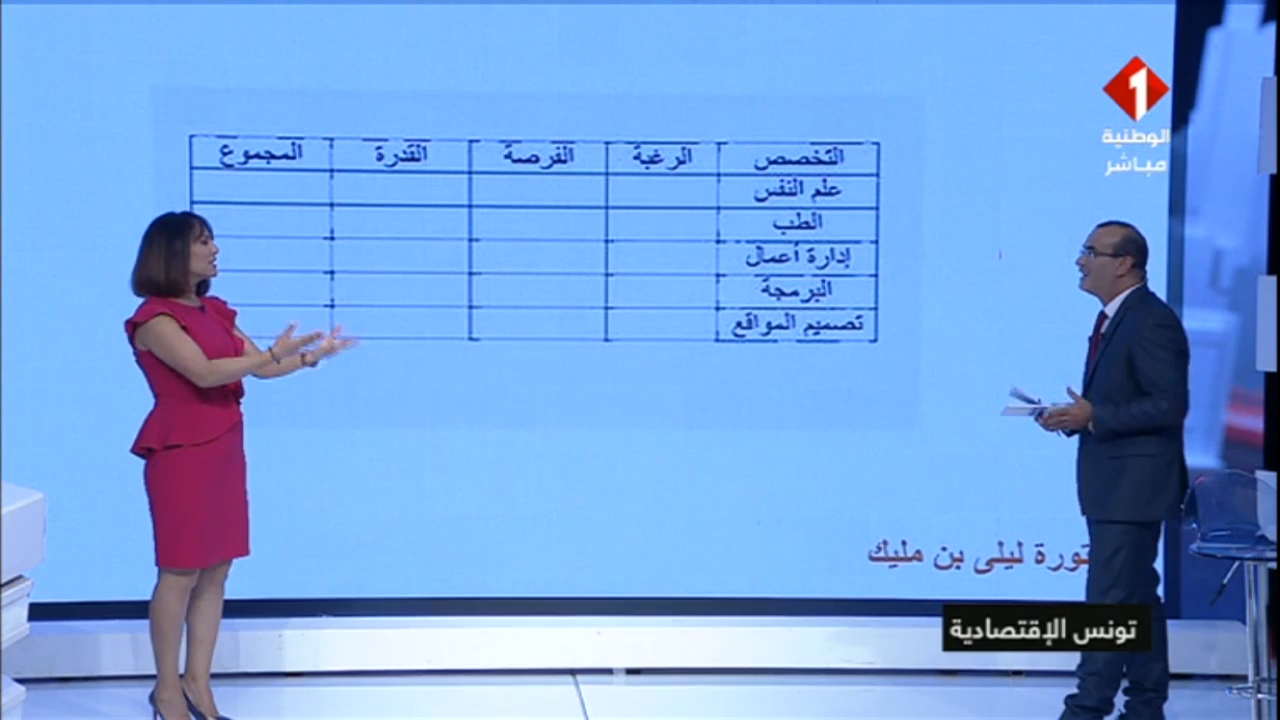 1
الوطنية
مباشر
التخصص الرغبة الفرصة القدرة المجموع
علم النفس
الطب
إدارة أعمال
البرمجة
تصميم المواقع
ليلى بن مليك
تونس الإقتصادية